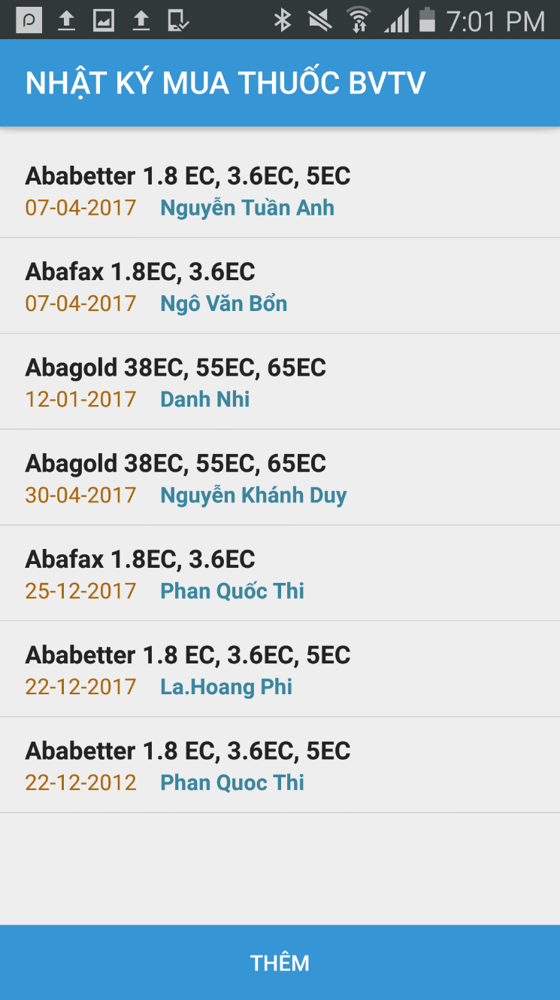 7:01 PM
NHẬT KÝ MUA THUỐC BVTV
Ababetter 1.8 EC, 3.6EC, 5EC
07-04-2017 Nguyễn Tuần Anh
Abafax 1.8EC, 3.6EC
07-04-2017 Ngô Văn Bổn
Abagold 38EC, 55EC, 65EC
12-01-2017 Danh Nhi
Abagold 38EC, 55EC, 65EC
30-04-2017 Nguyễn Khánh Duy
Abafax 1.8EC, 3.6EC
25-12-2017 Phan Quốc Thi
Ababetter 1.8 EC, 3.6EC, 5EC
22-12-2017 La.Hoang Phi
Ababetter 1.8 EC, 3.6EC, 5EC
22-12-2012 Phan Quoc Thi
THÊM